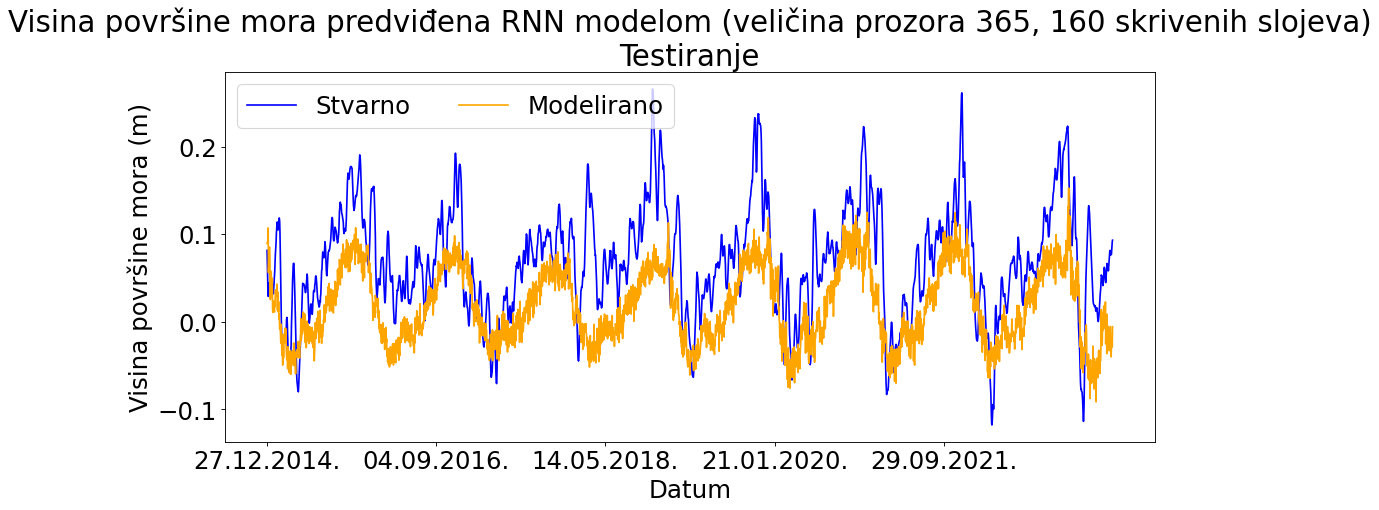 Visina površine mora predviđena RNN modelom (veličina prozora 365, 160 skrivenih slojeva)
Testiranje
Stvarno
Modelirano
Visina površine mora (m)
0.2
0.1
0.0
−0.1
27.12.2014.
04.09.2016.
14.05.2018.
21.01.2020.
29.09.2021.
Datum